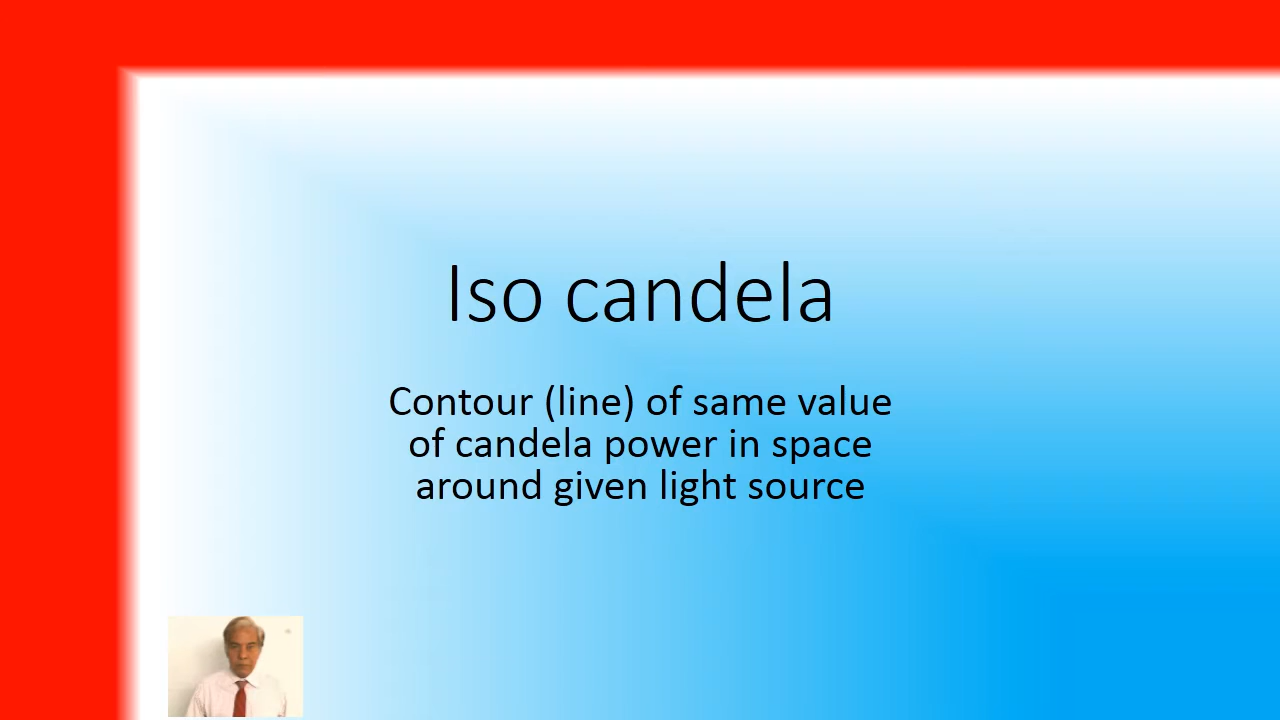 Iso candela
Contour (line) of same value
of candela power in space
around given light source